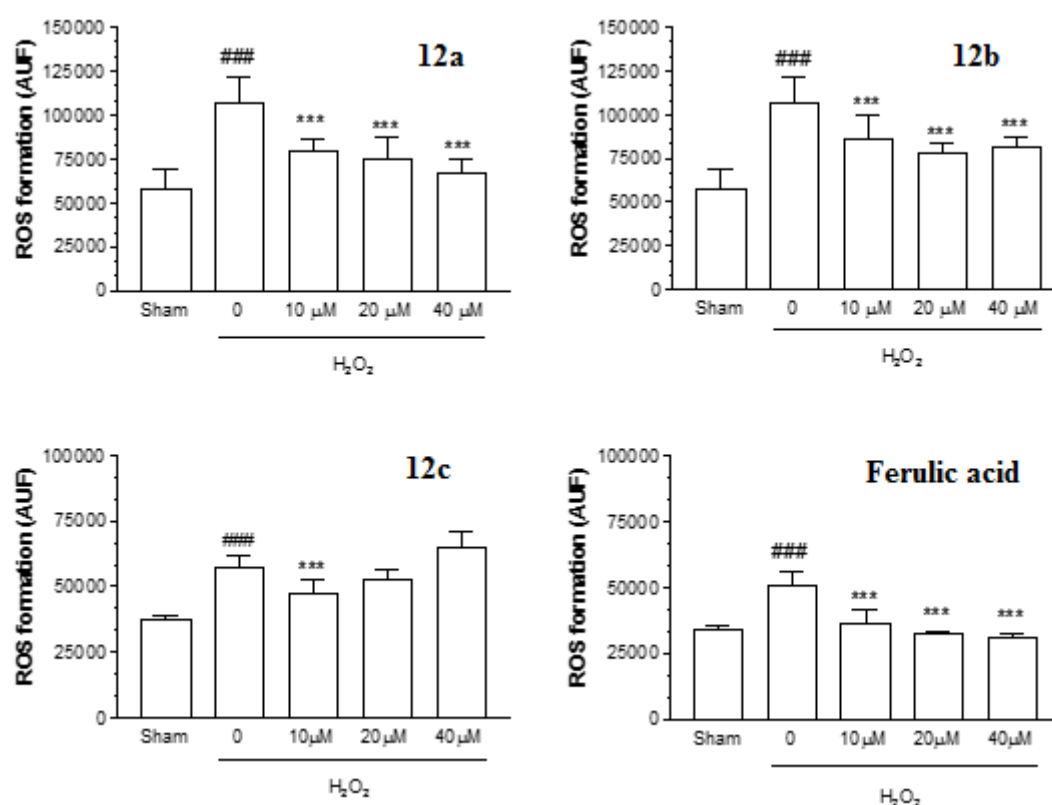 12a
ROS formation (AUF)
150000
125000
100000
75000
50000
25000
0
###
***
***
***
Sham
0
10 μM
20 μM
40 μM
H₂O₂
12b
ROS formation (AUF)
150000
125000
100000
75000
50000
25000
0
###
***
***
***
Sham
0
10 μM
20 μM
40 μM
H₂O₂
12c
ROS formation (AUF)
100000
75000
50000
25000
0
###
***
Sham
0
10μM
20μM
40μM
H₂O₂
Ferulic acid
ROS formation (AUF)
100000
75000
50000
25000
0
###
***
***
***
Sham
0
10μM
20μM
40μM
H₂O₂